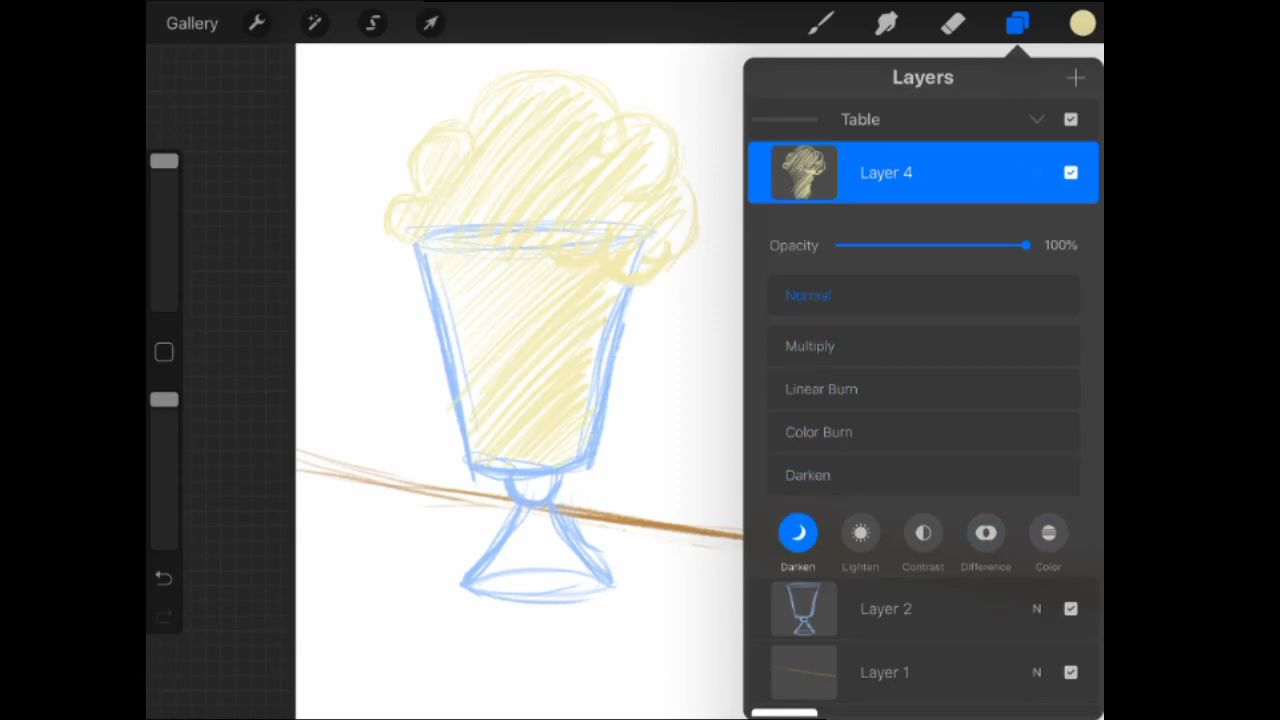 Gallery
Layers
Table
Layer 4
Opacity 100%
Normal
Multiply
Linear Burn
Color Burn
Darken
Darken Lighten Contrast Difference Color
Layer 2 N
Layer 1 N